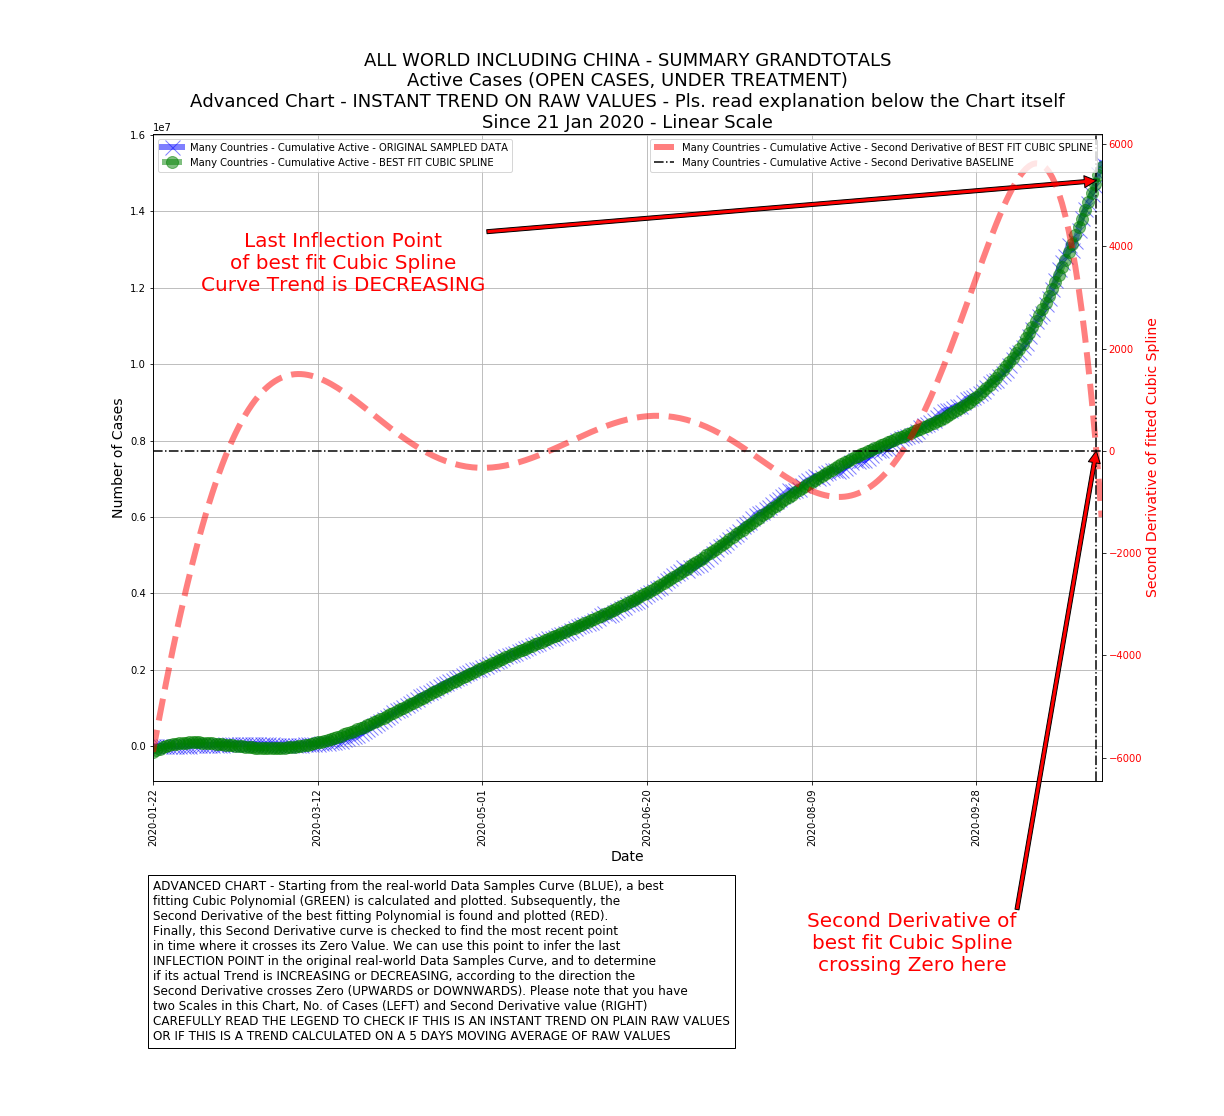 ALL WORLD INCLUDING CHINA - SUMMARY GRANDTOTALS
Active Cases (OPEN CASES, UNDER TREATMENT)
Advanced Chart - INSTANT TREND ON RAW VALUES - Pls. read explanation below the Chart itself
Since 21 Jan 2020 - Linear Scale
1e7
Many Countries - Cumulative Active - ORIGINAL SAMPLED DATA
Many Countries - Cumulative Active - BEST FIT CUBIC SPLINE
Many Countries - Cumulative Active - Second Derivative of BEST FIT CUBIC SPLINE
Many Countries - Cumulative Active - Second Derivative BASELINE
Last Inflection Point
of best fit Cubic Spline
Curve Trend is DECREASING
Number of Cases
1.6
1.4
1.2
1.0
0.8
0.6
0.4
0.2
0.0
6000
4000
2000
0
−2000
−4000
−6000
Second Derivative of fitted Cubic Spline
2020-01-22
2020-03-12
2020-05-01
2020-06-20
2020-08-09
2020-09-28
Date
ADVANCED CHART - Starting from the real-world Data Samples Curve (BLUE), a best
fitting Cubic Polynomial (GREEN) is calculated and plotted. Subsequently, the
Second Derivative of the best fitting Polynomial is found and plotted (RED).
Finally, this Second Derivative curve is checked to find the most recent point
in time where it crosses its Zero Value. We can use this point to infer the last
INFLECTION POINT in the original real-world Data Samples Curve, and to determine
if its actual Trend is INCREASING or DECREASING, according to the direction the
Second Derivative crosses Zero (UPWARDS or DOWNWARDS). Please note that you have
two Scales in this Chart, No. of Cases (LEFT) and Second Derivative value (RIGHT)
CAREFULLY READ THE LEGEND TO CHECK IF THIS IS AN INSTANT TREND ON PLAIN RAW VALUES
OR IF THIS IS A TREND CALCULATED ON A 5 DAYS MOVING AVERAGE OF RAW VALUES
Second Derivative of
best fit Cubic Spline
crossing Zero here